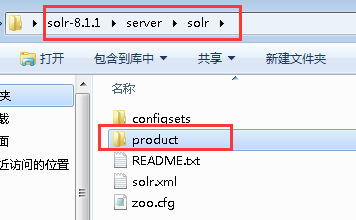 solr-8.1.1 ▸ server ▸ solr ▸
打开 包含到库中 ▾ 共享 ▾ 新建文件夹
夹
名称
configsets
载
product
面
README.txt
近访问的位置
solr.xml
zoo.cfg